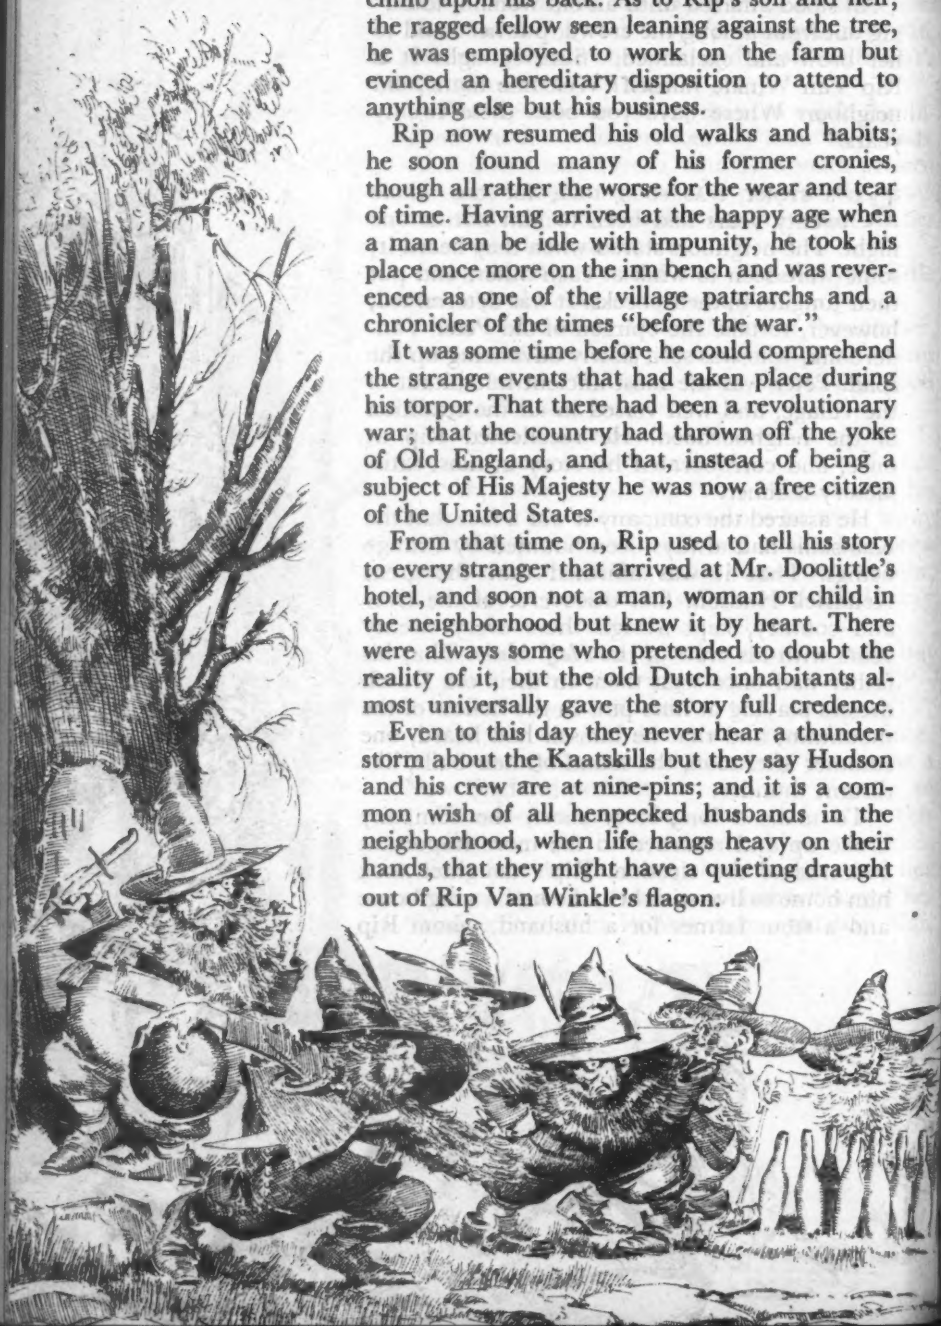 climb upon his back. As to Rip's son and heir,
the ragged fellow seen leaning against the tree,
he was employed to work on the farm but
evinced an hereditary disposition to attend to
anything else but his business.
Rip now resumed his old walks and habits;
he soon found many of his former cronies,
though all rather the worse for the wear and tear
of time. Having arrived at the happy age when
a man can be idle with impunity, he took his
place once more on the inn bench and was rever-
enced as one of the village patriarchs and a
chronicler of the times "before the war."
It was some time before he could comprehend
the strange events that had taken place during
his torpor. That there had been a revolutionary
war; that the country had thrown off the yoke
of Old England, and that, instead of being a
subject of His Majesty he was now a free citizen
of the United States.
From that time on, Rip used to tell his story
to every stranger that arrived at Mr. Doolittle's
hotel, and soon not a man, woman or child in
the neighborhood but knew it by heart. There
were always some who pretended to doubt the
reality of it, but the old Dutch inhabitants al-
most universally gave the story full credence.
Even to this day they never hear a thunder-
storm about the Kaatskills but they say Hudson
and his crew are at nine-pins; and it is a com-
mon wish of all henpecked husbands in the
neighborhood, when life hangs heavy on their
hands, that they might have a quieting draught
out of Rip Van Winkle's flagon.